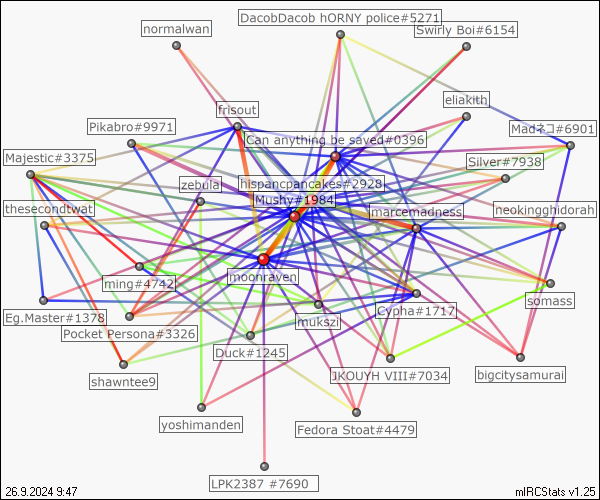 DacobDacob hORNY police#5271
normalwan
Swirly Boi#6154
eliakith
frisout
Pikabro#9971
Madネコ#6901
Can anything be saved#0396
Majestic#3375
Silver#7938
zebula
hispancpancakes#2928
Mushy#1984
thesecondtwat
marcemadness
neokingghidorah
moonraven
ming#4742
somass
Eg.Master#1378
mukszi
Cypha#1717
Pocket Persona#3326
Duck#1245
JKOUYH VIII#7034
bigcitysamurai
shawntee9
yoshimanden
Fedora Stoat#4479
LPK2387 #7690
26.9.2024 9:47
mIRCStats v1.25